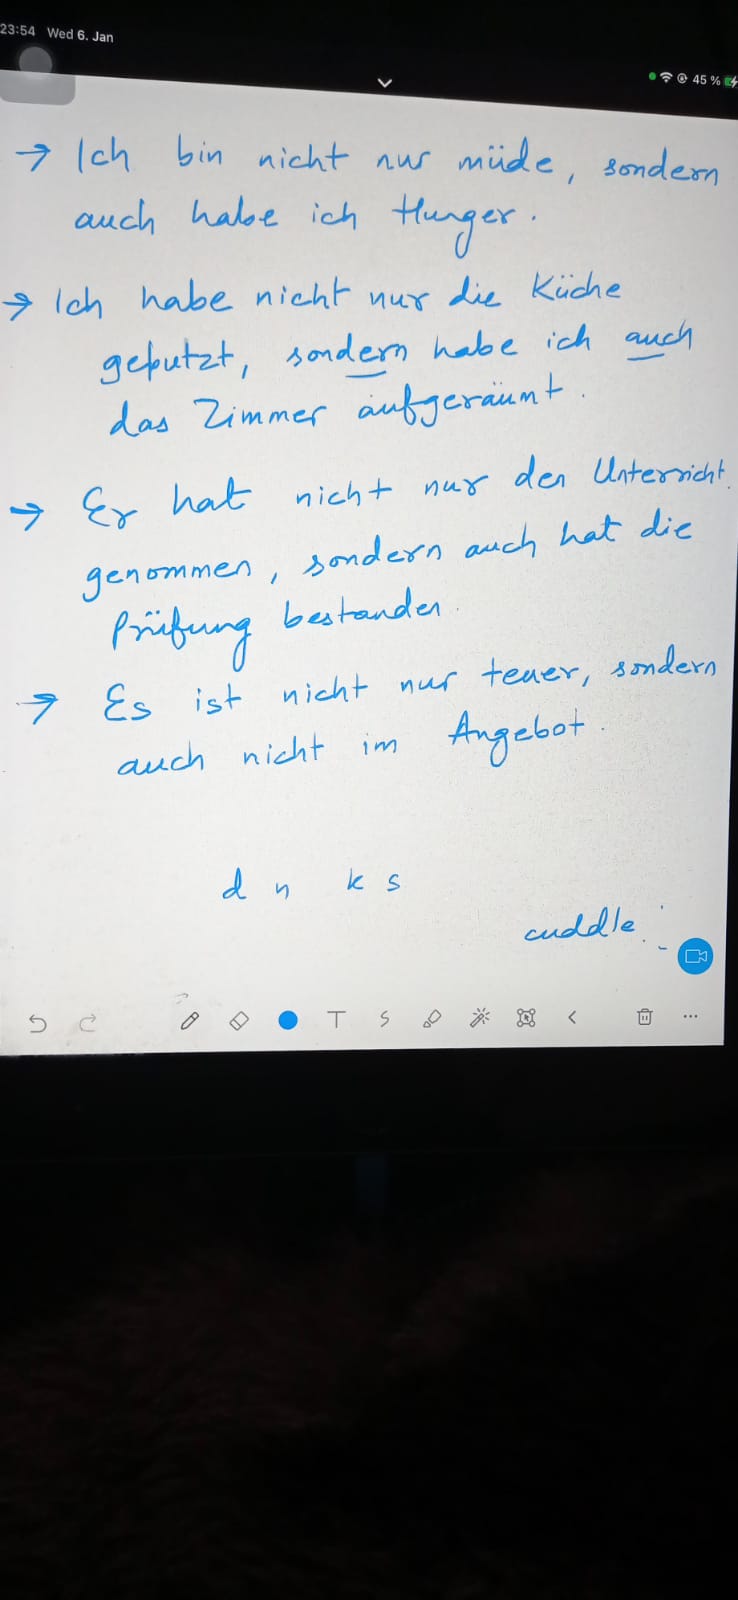 23:54 Wed 6. Jan
45 %
→ Ich bin nicht nur müde, sondern
auch habe ich Hunger.
→ Ich habe nicht nur die Küche
geputzt, sondern habe ich auch
das Zimmer aufgeräumt.
→ Er hat nicht nur den Unterricht
genommen, sondern auch hat die
Prüfung bestanden.
→ Es ist nicht nur teuer, sondern
auch nicht im Angebot.
d n k s
cuddle
T